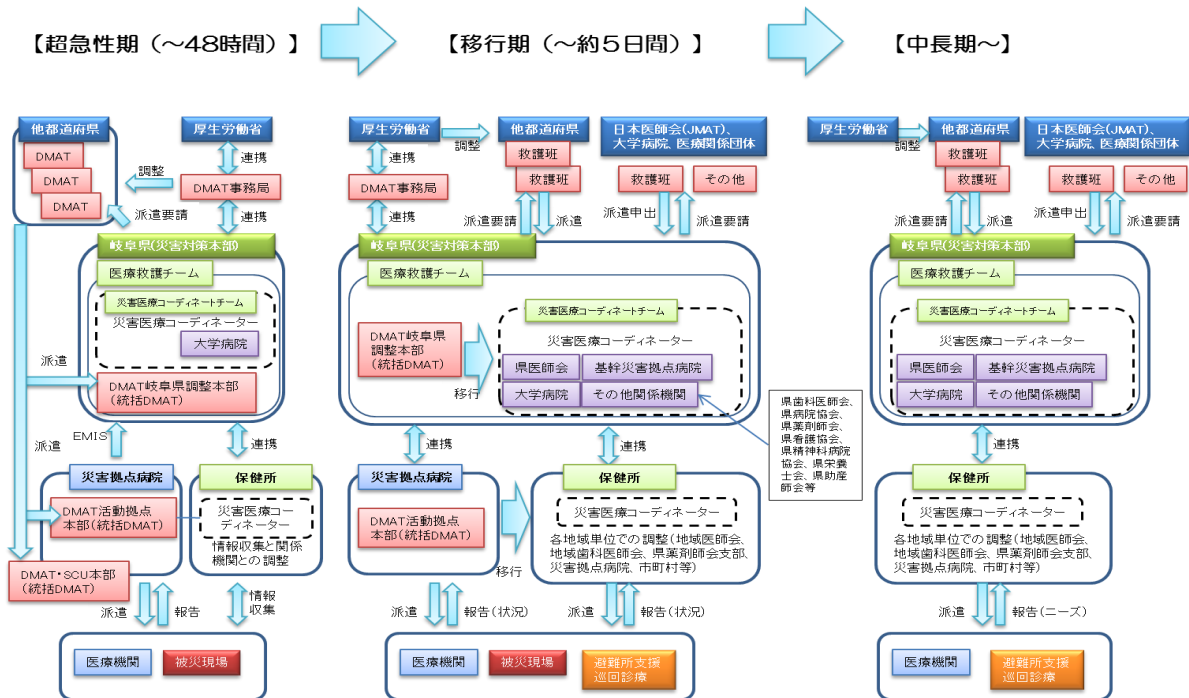 【超急性期（～48時間）】
【移行期（～約５日間）】
【中長期～】
他都道府県
DMAT
DMAT
DMAT
調整
厚生労働省
連携
DMAT事務局
連携
派遣要請
岐阜県(災害対策本部)
医療救護チーム
災害医療コーディネートチーム
災害医療コーディネーター
大学病院
派遣
DMAT岐阜県調整本部
(統括DMAT)
派遣
EMIS
連携
災害拠点病院
DMAT活動拠点
本部(統括DMAT)
DMAT・SCU本部
(統括DMAT)
保健所
災害医療コー
ディネーター
情報収集と関係
機関との調整
派遣
報告
情報
収集
医療機関
被災現場
厚生労働省
調整
連携
DMAT事務局
連携
他都道府県
救護班
救護班
派遣要請
派遣
日本医師会(JMAT)、
大学病院、医療関係団体
救護班
その他
派遣申出
派遣要請
岐阜県(災害対策本部)
医療救護チーム
DMAT岐阜県
調整本部
(統括DMAT)
移行
災害医療コーディネートチーム
災害医療コーディネーター
県医師会
基幹災害拠点病院
大学病院
その他関係機関
県歯科医師会、
県病院協会、
県薬剤師会、
県看護協会、
県精神科病院
協会、県栄養
士会、県助産
師会等
連携
連携
災害拠点病院
DMAT活動拠点
本部(統括DMAT)
移行
保健所
災害医療コーディネーター
各地域単位での調整(地域医師会、
地域歯科医師会、県薬剤師会支部、
災害拠点病院、市町村等)
派遣
報告(状況)
派遣
報告(状況)
医療機関
被災現場
避難所支援
巡回診療
厚生労働省
調整
他都道府県
救護班
救護班
派遣要請
派遣
日本医師会(JMAT)、
大学病院、医療関係団体
救護班
その他
派遣申出
派遣要請
岐阜県(災害対策本部)
医療救護チーム
災害医療コーディネートチーム
災害医療コーディネーター
県医師会
基幹災害拠点病院
大学病院
その他関係機関
連携
保健所
災害医療コーディネーター
各地域単位での調整(地域医師会、
地域歯科医師会、県薬剤師会支部、
災害拠点病院、市町村等)
派遣
報告(ニーズ)
医療機関
避難所支援
巡回診療